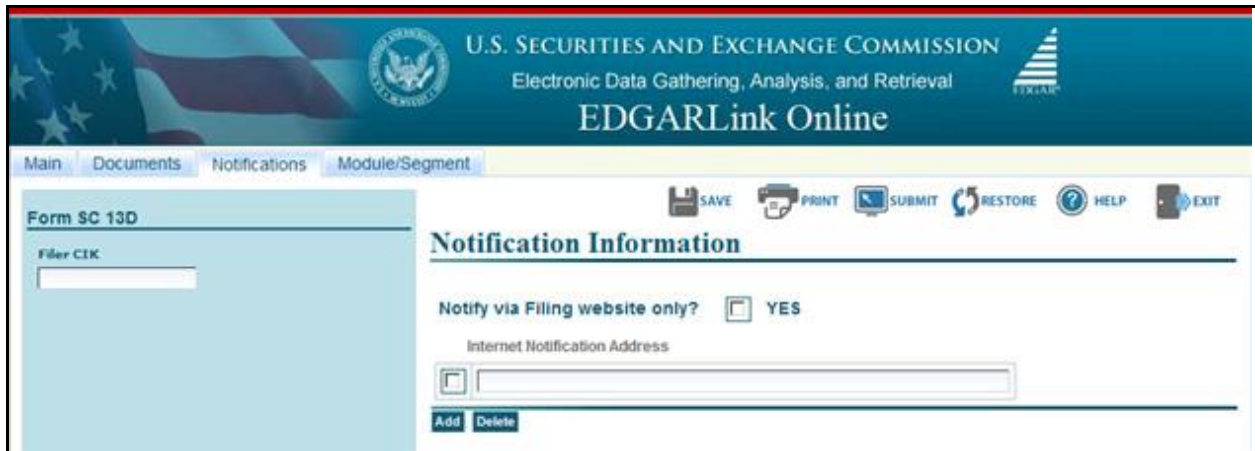 U.S. SECURITIES AND EXCHANGE COMMISSION
Electronic Data Gathering, Analysis, and Retrieval
EDGAR®
EDGARLink Online
Main Documents Notifications Module/Segment
SAVE PRINT SUBMIT RESTORE HELP EXIT
Form SC 13D
Filer CIK
Notification Information
Notify via Filing website only? YES
Internet Notification Address
Add Delete